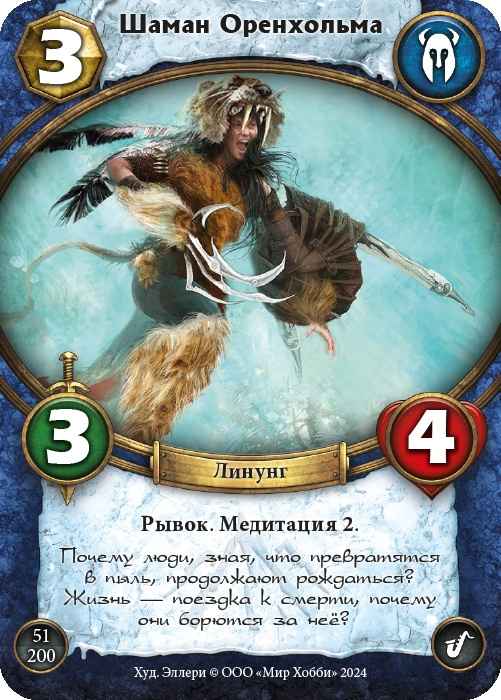 Шаман Оренхольма
3
3
4
Линунг
Рывок. Медитация 2.
Почему люди, зная, что превратятся
в пыль, продолжают рождаться?
Жизнь — поездка к смерти, почему
они борются за неё?
51
200
Худ. Эллери © ООО «Мир Хобби» 2024